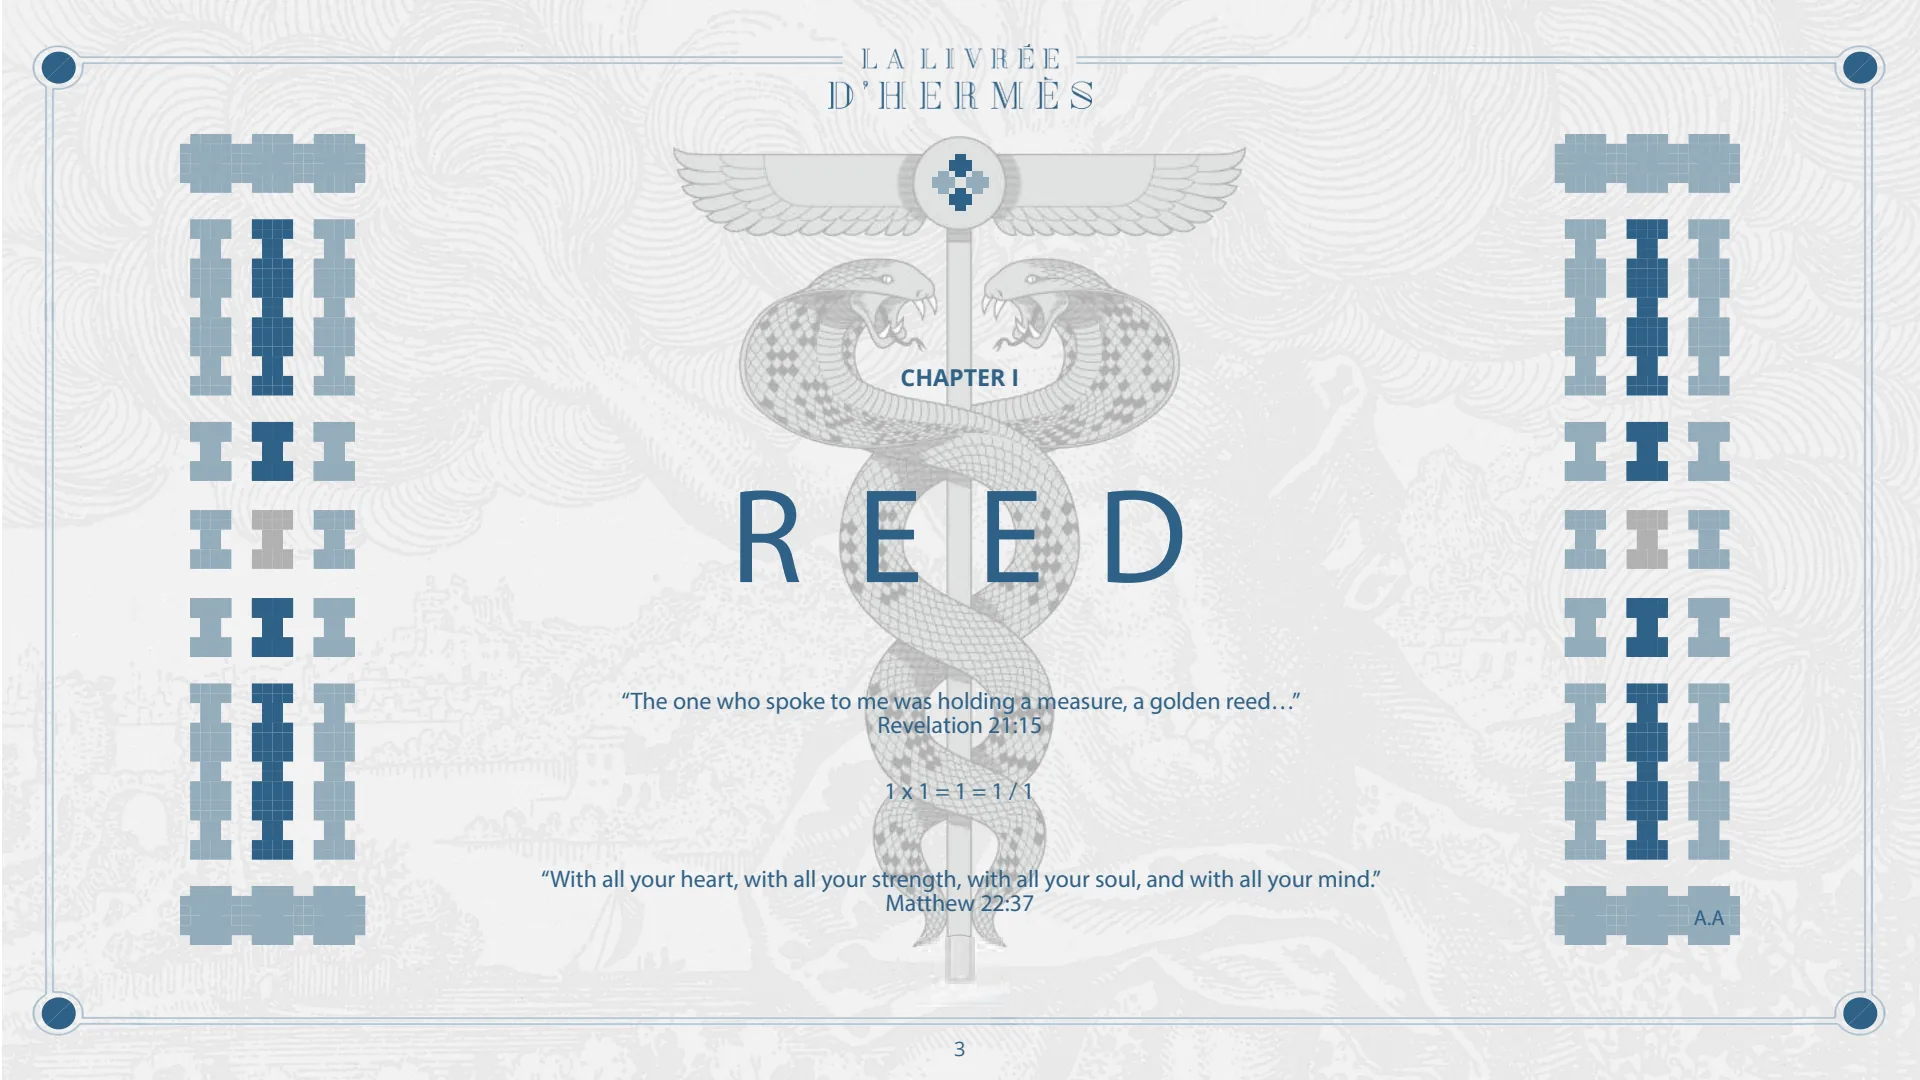 LA LIVRÉE
D'HERMÈS
CHAPTER I
REED
“The one who spoke to me was holding a measure, a golden reed…”
Revelation 21:15
1 x 1 = 1 = 1 / 1
“With all your heart, with all your strength, with all your soul, and with all your mind.”
Matthew 22:37
A.A
3